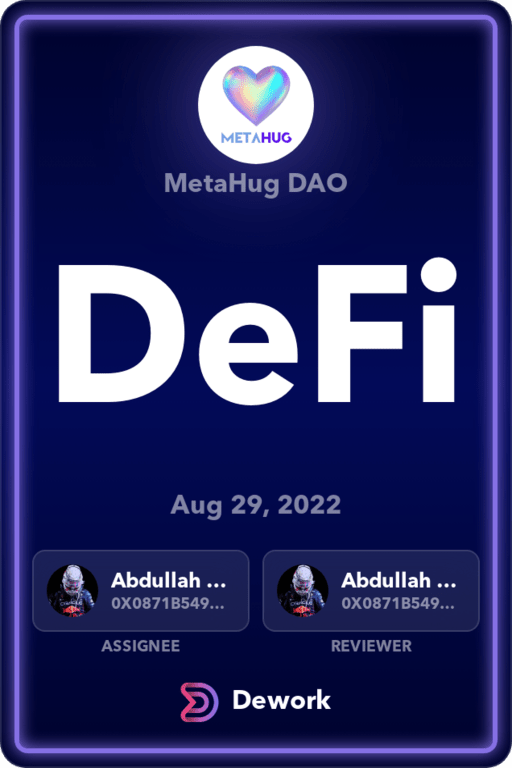 METAHUG
MetaHug DAO
DeFi
Aug 29, 2022
Abdullah ...
0X0871B549...
Abdullah ...
0X0871B549...
ASSIGNEE
REVIEWER
Dework